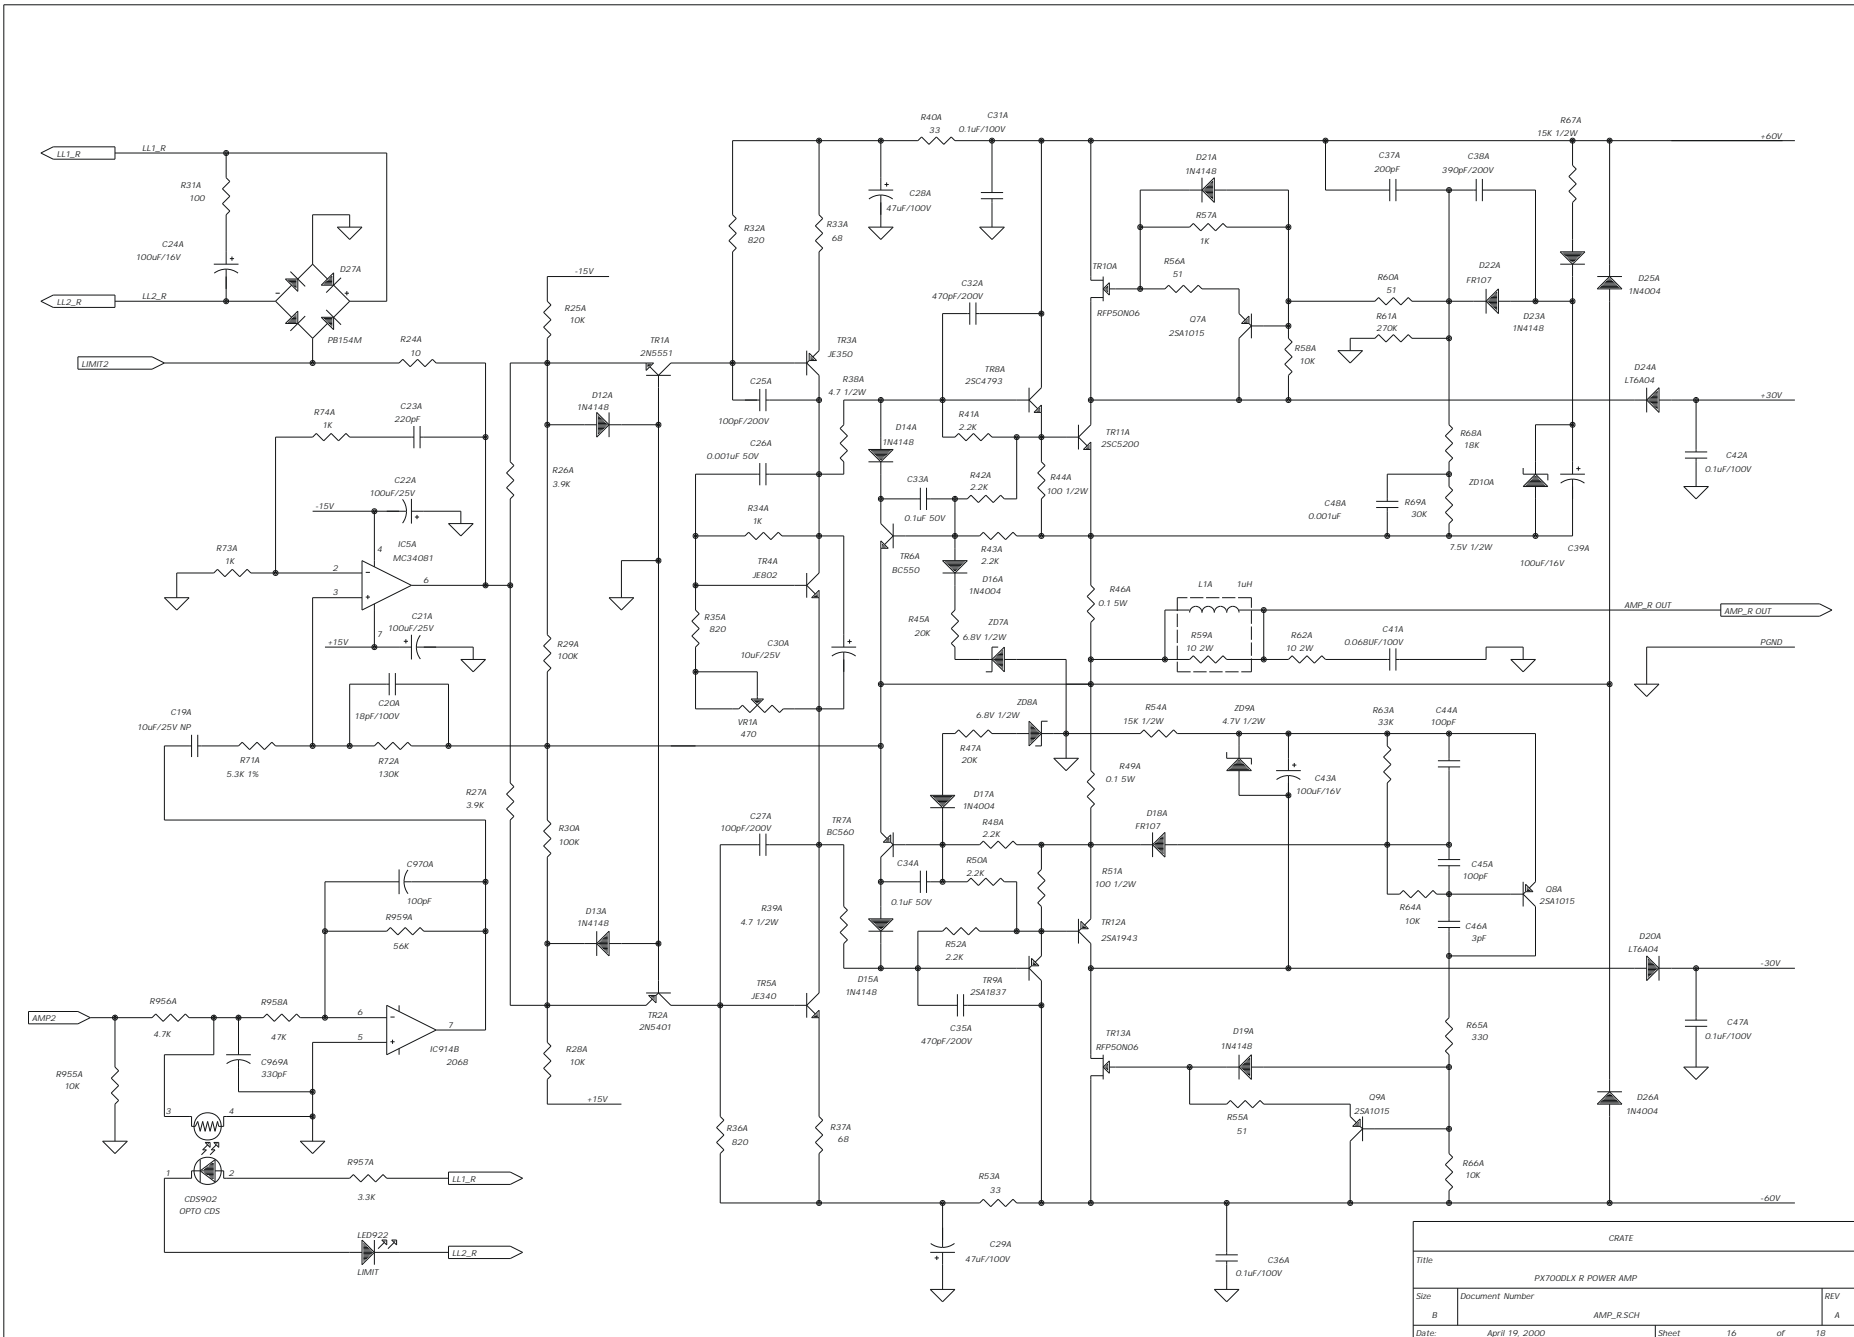 R40A
33
C31A
0.1uF/100V
R67A
15K 1/2W
+60V
LL1_R
LL1_R
R31A
100
C24A
100uF/16V
D27A
PB154M
LL2_R
LL2_R
LIMIT2
R24A
10
-15V
R25A
10K
TR1A
2N5551
R32A
820
R33A
68
C28A
47uF/100V
C32A
470pF/200V
D21A
1N4148
R57A
1K
R56A
51
TR10A
RFP50N06
Q7A
2SA1015
R58A
10K
C37A
200pF
C38A
390pF/200V
R60A
51
D22A
FR107
R61A
270K
D23A
1N4148
D25A
1N4004
TR3A
JE350
R38A
4.7 1/2W
C25A
100pF/200V
TR8A
2SC4793
D24A
LT6A04
+30V
R74A
1K
C23A
220pF
D12A
1N4148
C26A
0.001uF 50V
D14A
1N4148
R41A
2.2K
TR11A
2SC5200
R68A
18K
C42A
0.1uF/100V
C22A
100uF/25V
-15V
R26A
3.9K
R34A
1K
C33A
0.1uF 50V
R42A
2.2K
R44A
100 1/2W
ZD10A
C48A
0.001uF
R69A
30K
7.5V 1/2W
C39A
100uF/16V
R73A
1K
IC5A
MC34081
4
2
-
3
+
6
7
TR4A
JE802
TR6A
BC550
R43A
2.2K
D16A
1N4004
C21A
100uF/25V
+15V
R35A
820
C30A
10uF/25V
R45A
20K
ZD7A
6.8V 1/2W
R46A
0.1 5W
L1A
1uH
R59A
10 2W
R62A
10 2W
C41A
0.068UF/100V
AMP_R OUT
AMP_R OUT
PGND
R29A
100K
C20A
18pF/100V
C19A
10uF/25V NP
R71A
5.3K 1%
R72A
130K
VR1A
470
ZD8A
6.8V 1/2W
R47A
20K
R54A
15K 1/2W
ZD9A
4.7V 1/2W
C43A
100uF/16V
R63A
33K
C44A
100pF
R27A
3.9K
R49A
0.1 5W
D17A
1N4004
R30A
100K
C27A
100pF/200V
TR7A
BC560
R48A
2.2K
D18A
FR107
C45A
100pF
C34A
0.1uF 50V
R50A
2.2K
R51A
100 1/2W
R64A
10K
Q8A
2SA1015
C46A
3pF
C970A
100pF
R959A
56K
D13A
1N4148
R39A
4.7 1/2W
TR12A
2SA1943
R52A
2.2K
D20A
LT6A04
-30V
D15A
1N4148
TR9A
2SA1837
C35A
470pF/200V
TR5A
JE340
TR2A
2N5401
AMP2
R956A
4.7K
R958A
47K
6
-
5
+
7
IC914B
2068
C969A
330pF
R955A
10K
R28A
10K
+15V
TR13A
RFP50N06
D19A
1N4148
R65A
330
C47A
0.1uF/100V
D26A
1N4004
3
4
R36A
820
R37A
68
R55A
51
Q9A
2SA1015
R66A
10K
1
2
R957A
3.3K
LL1_R
CDS902
OPTO CDS
R53A
33
-60V
LED922
LIMIT
LL2_R
C29A
47uF/100V
C36A
0.1uF/100V
CRATE
Title
PX700DLX R POWER AMP
Size
Document Number
REV
B
AMP_R.SCH
A
Date:
April 19, 2000
Sheet
16
of
18